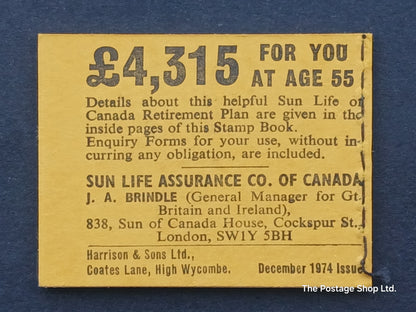 £4,315 FOR YOU
AT AGE 55
Details about this helpful Sun Life of
Canada Retirement Plan are given in the
inside pages of this Stamp Book.
Enquiry Forms for your use, without in-
curring any obligation, are included.
SUN LIFE ASSURANCE CO. OF CANADA
J. A. BRINDLE (General Manager for Gt.
Britain and Ireland),
838, Sun of Canada House, Cockspur St.,
London, SW1Y 5BH
Harrison & Sons Ltd.,
Coates Lane, High Wycombe. December 1974 Issue
The Postage Shop Ltd.